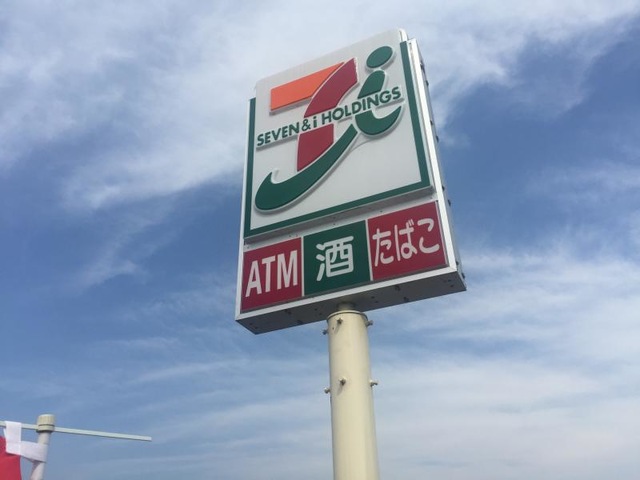 SEVEN&i HOLDINGS
ATM 酒 たばこ